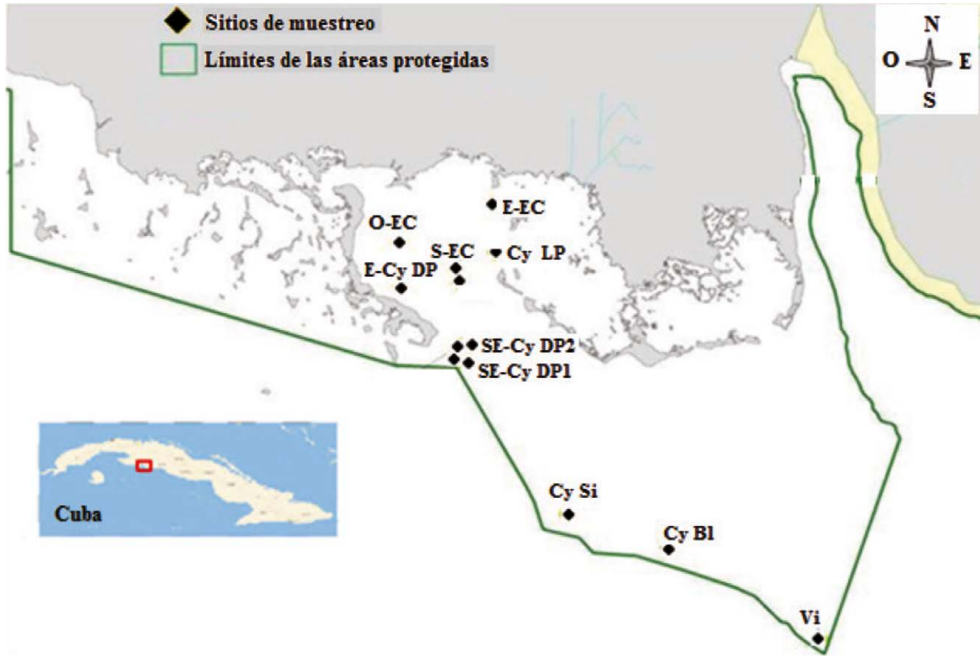 Sitios de muestreo
Límites de las áreas protegidas
N
O E
S
E-EC
O-EC
S-EC
Cy LP
E-Cy DP
SE-Cy DP2
SE-Cy DP1
Cy Si
Cy Bl
Vi
Cuba